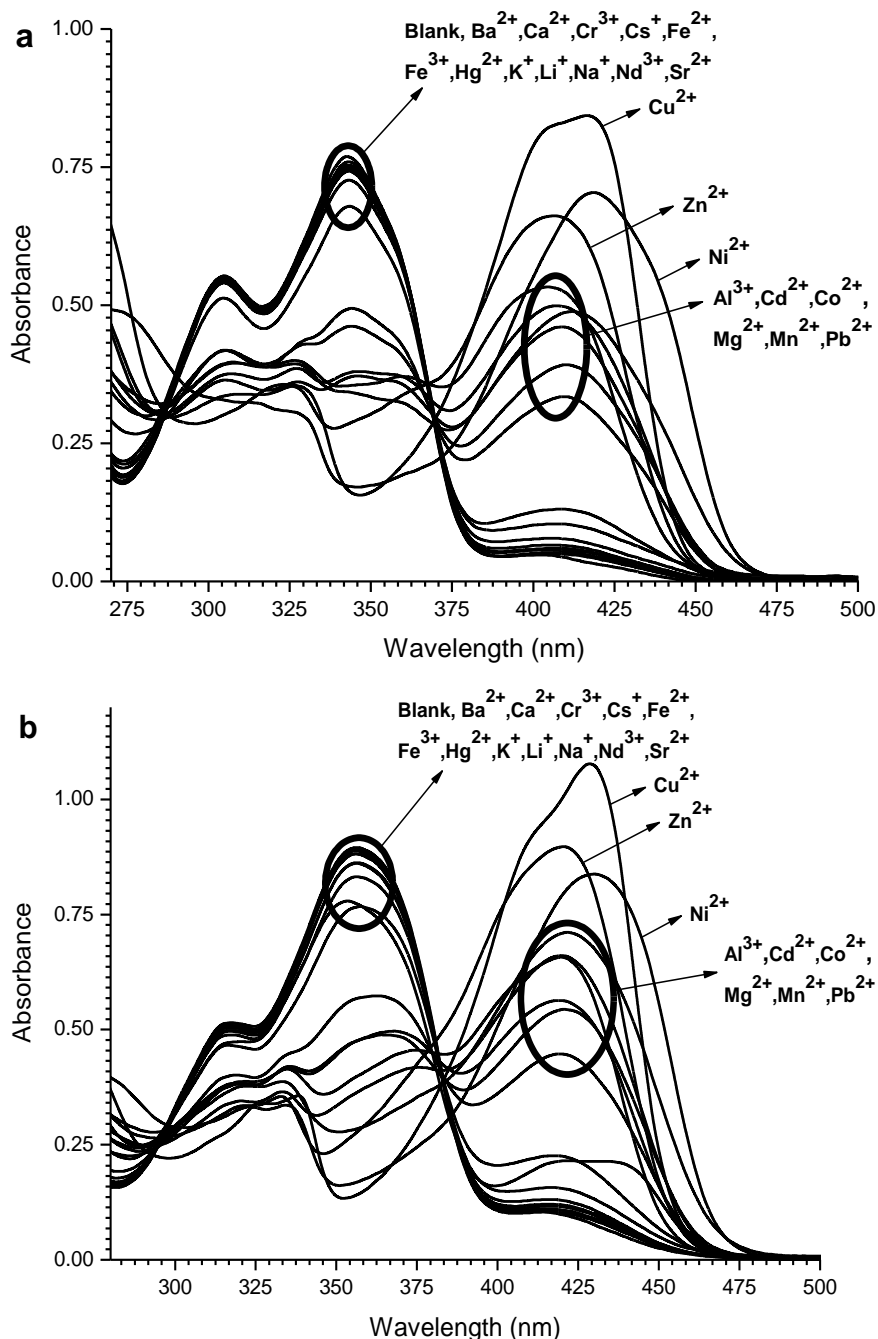 a
Blank, Ba2+,Ca2+,Cr3+,Cs+,Fe2+,
Fe3+,Hg2+,K+,Li+,Na+,Nd3+,Sr2+
Cu2+
Zn2+
Ni2+
Al3+,Cd2+,Co2+,
Mg2+,Mn2+,Pb2+
1.00
0.75
0.50
0.25
0.00
Absorbance
275 300 325 350 375 400 425 450 475 500
Wavelength (nm)
b
Blank, Ba2+,Ca2+,Cr3+,Cs+,Fe2+,
Fe3+,Hg2+,K+,Li+,Na+,Nd3+,Sr2+
Cu2+
Zn2+
Ni2+
Al3+,Cd2+,Co2+,
Mg2+,Mn2+,Pb2+
1.00
0.75
0.50
0.25
0.00
Absorbance
300 325 350 375 400 425 450 475 500
Wavelength (nm)